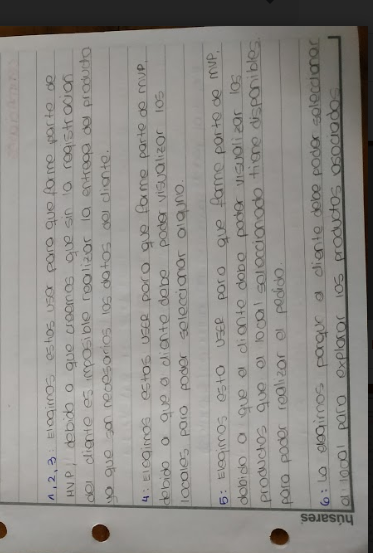 1, 2, 3: Elegimos estas user para que forme parte de
MVP, debido a que creemos que sin la registracion
del cliente es imposible realizar la entrega del producto
ya que son necesarios los datos del cliente.
4: Elegimos estas user para que forme parte de MVP,
debido a que el cliente debe poder visualizar los
locales para poder seleccionar alguno.
5: Elegimos esta user para que forme parte de MVP,
debido a que el cliente debe poder visualizar los
productos que el local seleccionado tiene disponibles
para poder realizar el pedido.
6: La elegimos porque el cliente debe poder seleccionar
el local para explorar los productos asociados
húsares